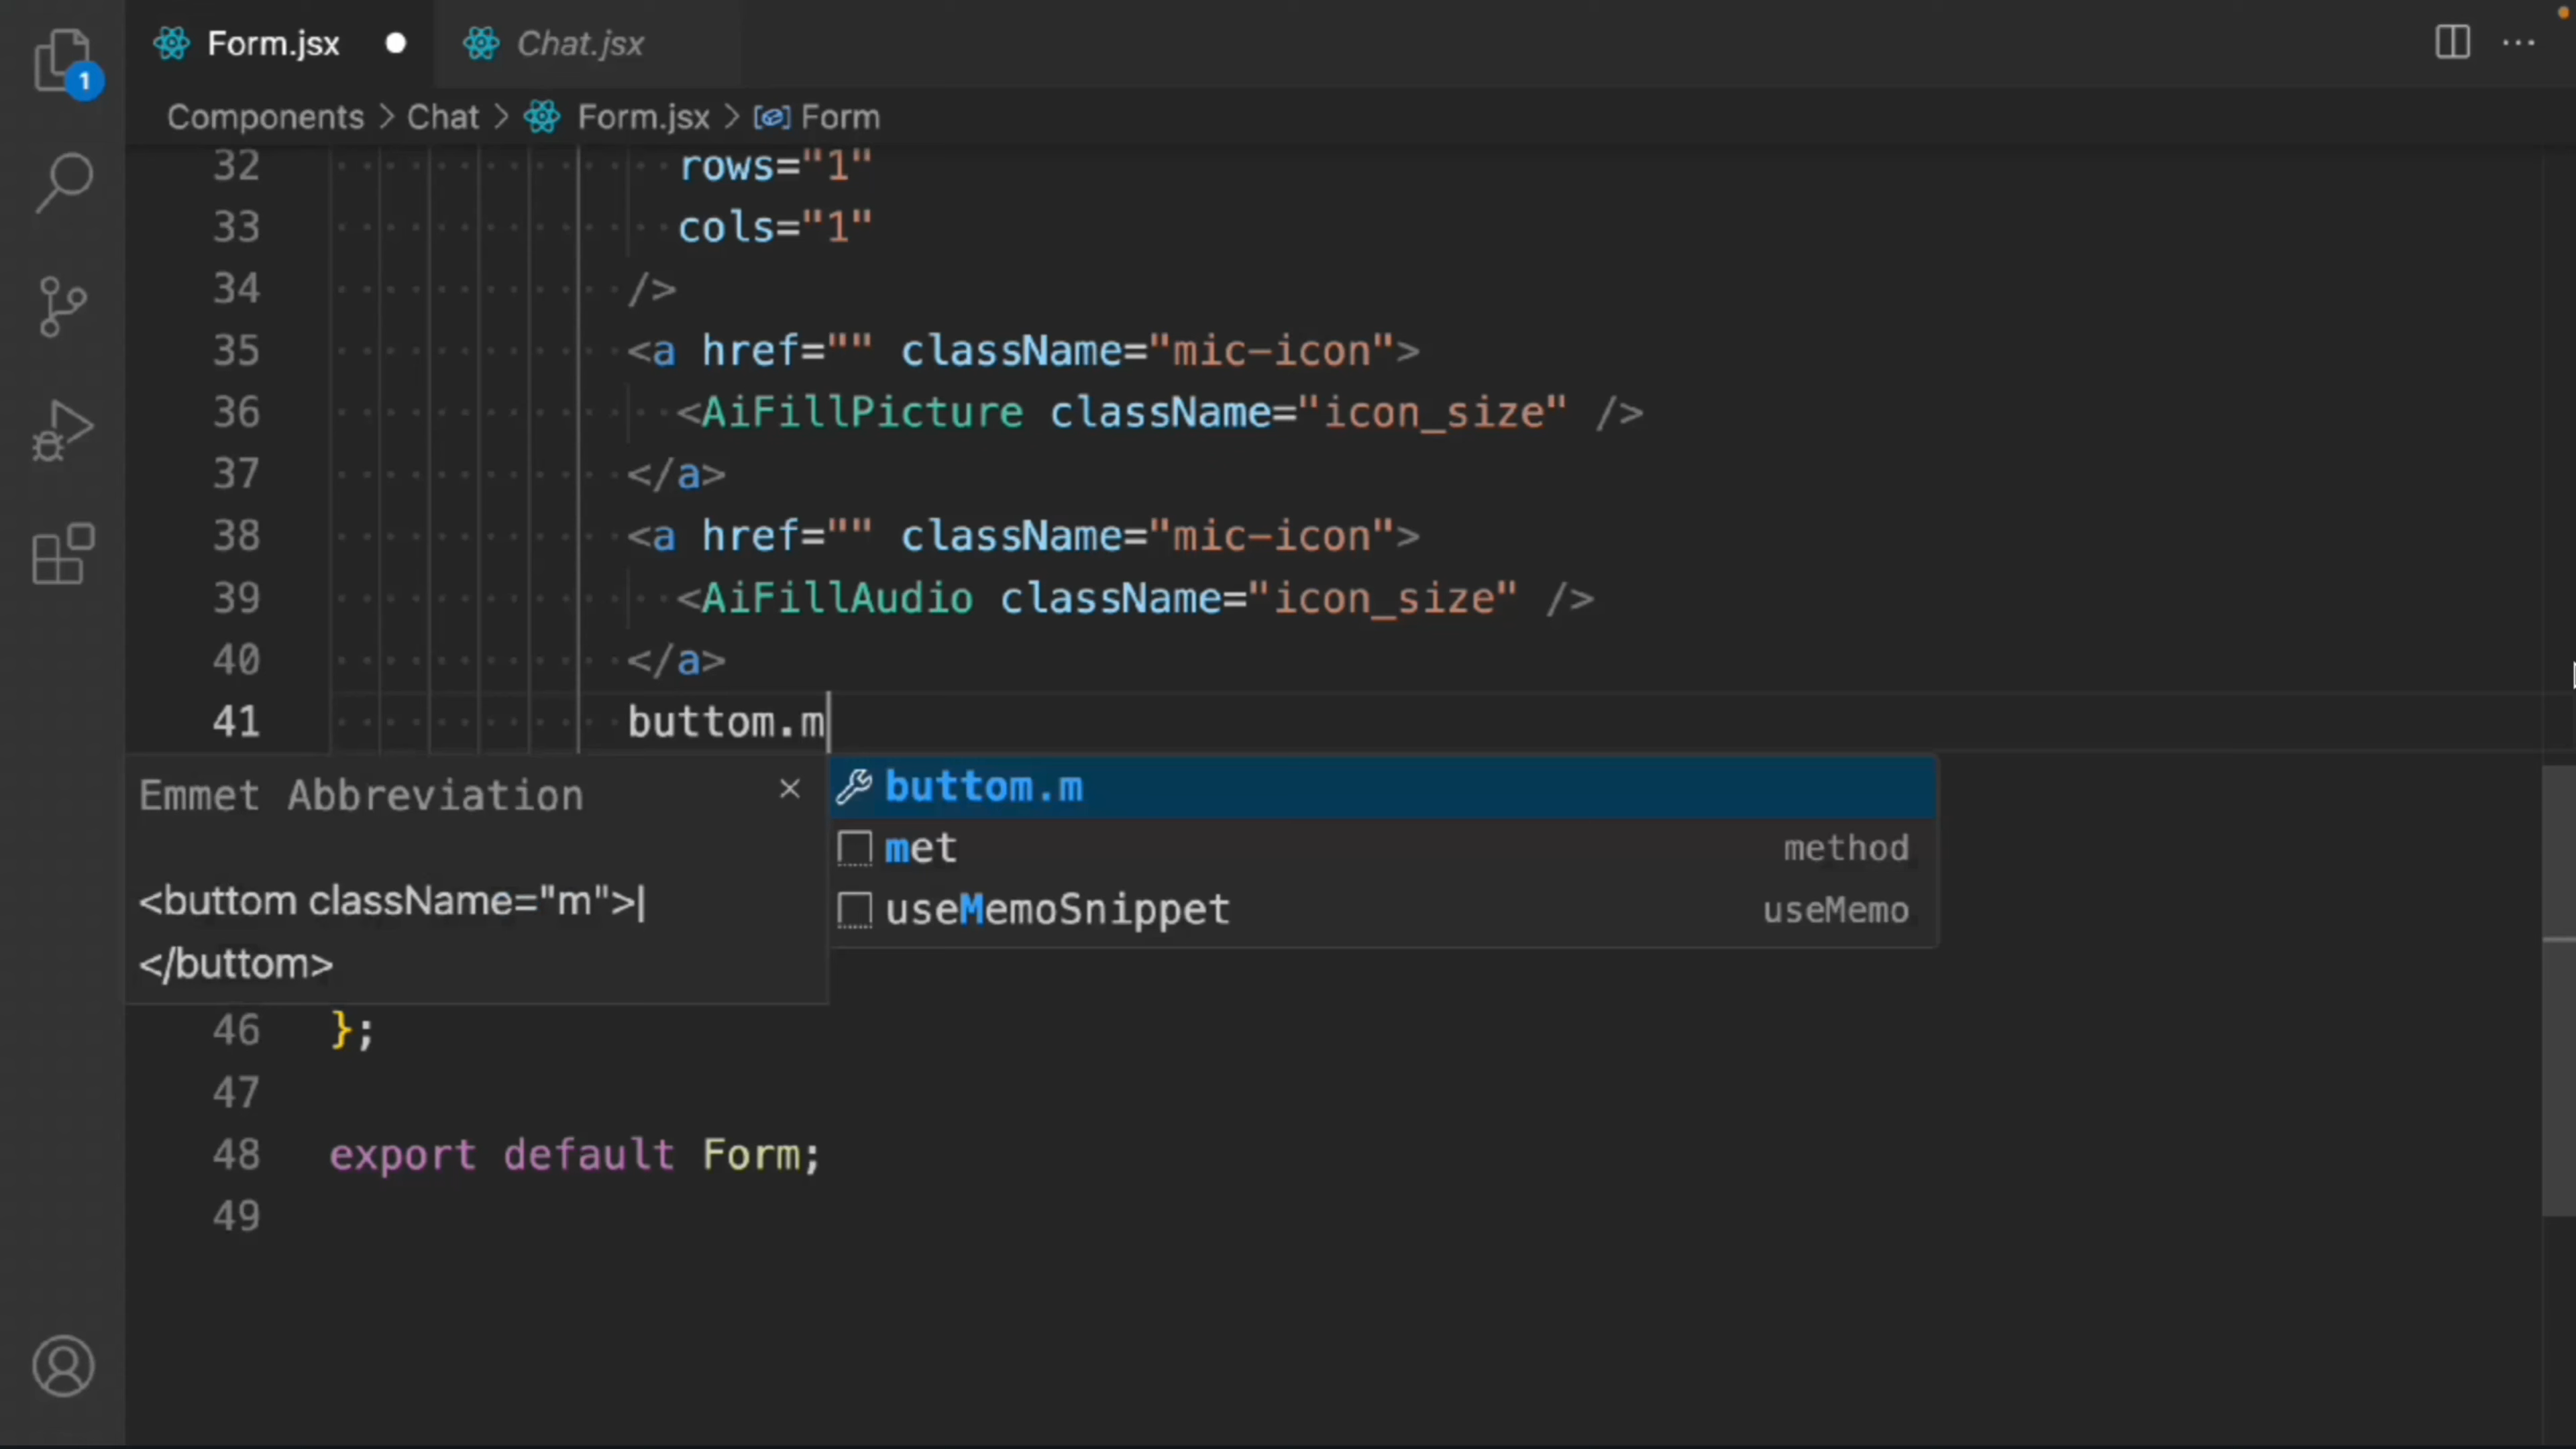 1
Form.jsx
Chat.jsx
Components > Chat > Form.jsx > Form
32 rows="1"
33 cols="1"
34 />
35 <a href="" className="mic-icon">
36 <AiFillPicture className="icon_size" />
37 </a>
38 <a href="" className="mic-icon">
39 <AiFillAudio className="icon_size" />
40 </a>
41 buttom.m
Emmet Abbreviation
<buttom className="m">|
</buttom>
buttom.m
met method
useMemoSnippet useMemo
46 };
47
48 export default Form;
49